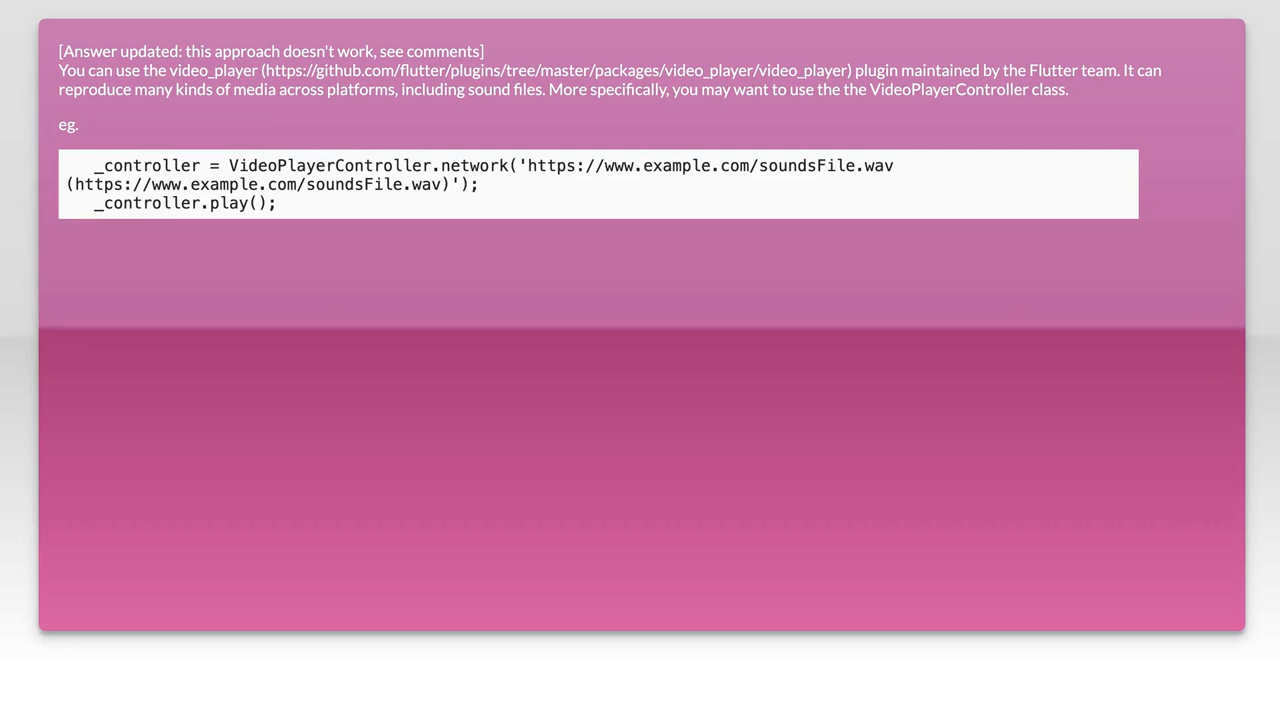 [Answer updated: this approach doesn't work, see comments]
You can use the video_player (https://github.com/flutter/plugins/tree/master/packages/video_player/video_player) plugin maintained by the Flutter team. It can
reproduce many kinds of media across platforms, including sound files. More specifically, you may want to use the the VideoPlayerController class.
eg.
_controller = VideoPlayerController.network('https://www.example.com/soundsFile.wav
(https://www.example.com/soundsFile.wav)');
_controller.play();